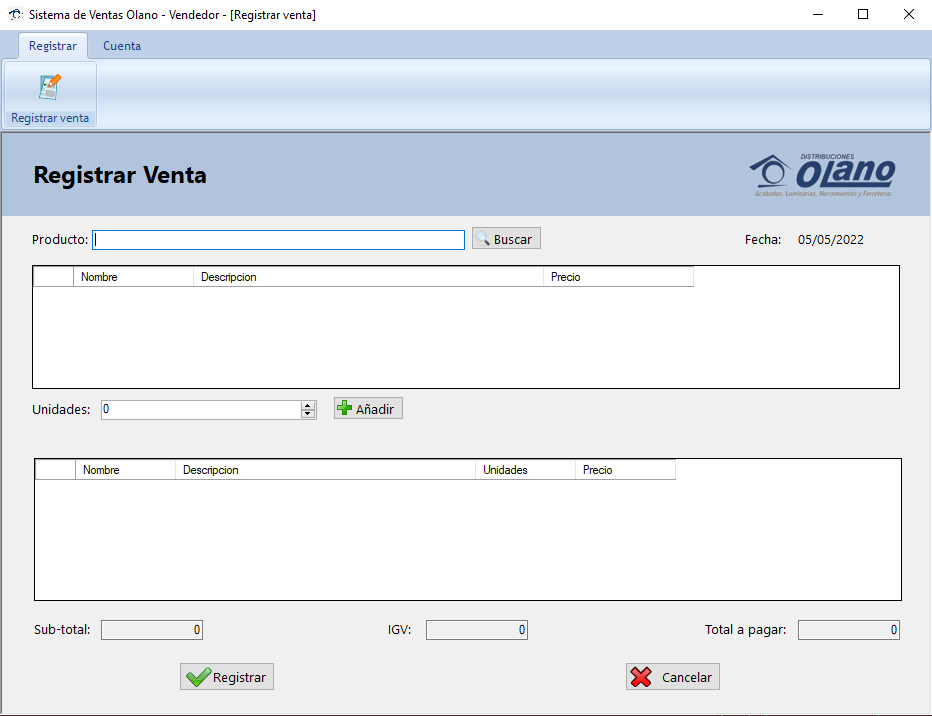 Sistema de Ventas Olano - Vendedor - [Registrar venta]
Registrar Cuenta
Registrar venta
Registrar Venta
DISTRIBUCIONES
OLANO
Acabados, Luminarias, Herramientas y Ferretería.
Producto: Buscar Fecha: 05/05/2022
Nombre Descripcion Precio
Unidades: 0 Añadir
Nombre Descripcion Unidades Precio
Sub-total: 0 IGV: 0 Total a pagar: 0
Registrar Cancelar